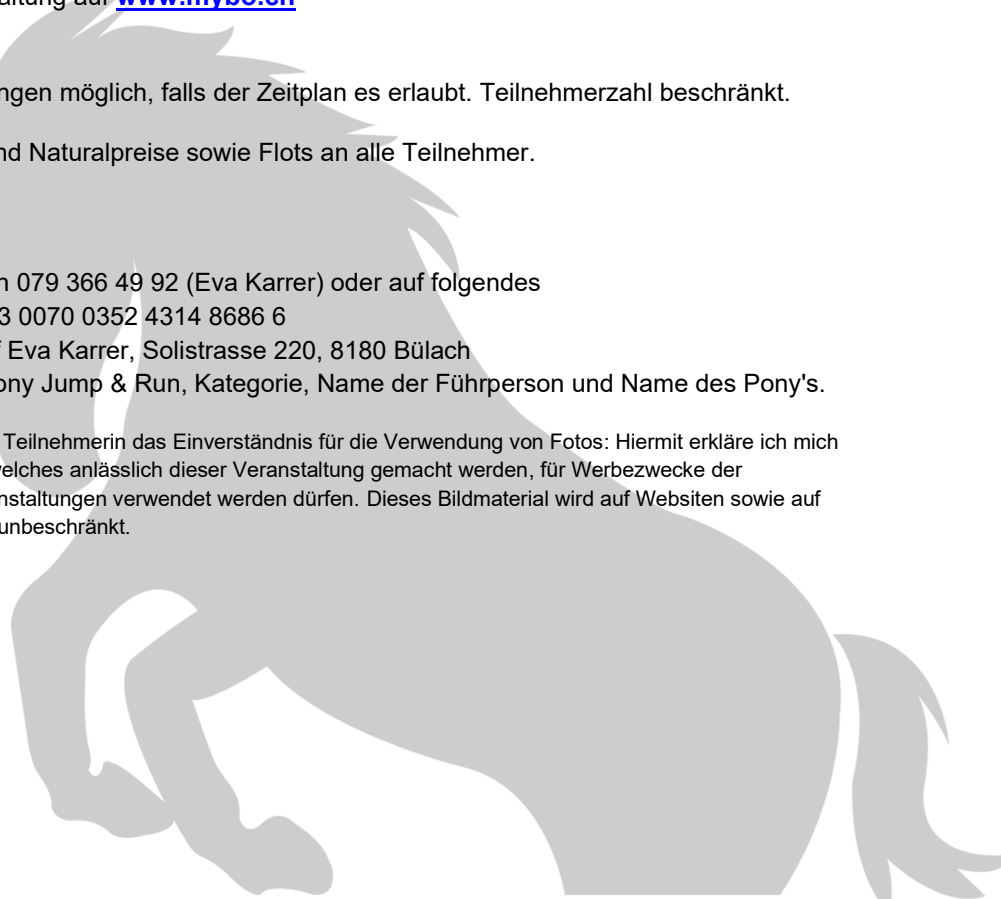 auf
ngen möglich, falls der Zeitplan es erlaubt. Teilnehmerzahl beschränkt.
nd Naturalpreise sowie Flots an alle Teilnehmer.
n 079 366 49 92 (Eva Karrer) oder auf folgendes
3 0070 0352 4314 8686 6
Eva Karrer, Solistrasse 220, 8180 Bülach
ony Jump & Run, Kategorie, Name der Führperson und Name des Pony's.
Teilnehmerin das Einverständnis für die Verwendung von Fotos: Hiermit erkläre ich mich
welches anlässlich dieser Veranstaltung gemacht werden, für Werbezwecke der
nstaltungen verwendet werden dürfen. Dieses Bildmaterial wird auf Websiten sowie auf
unbeschränkt.